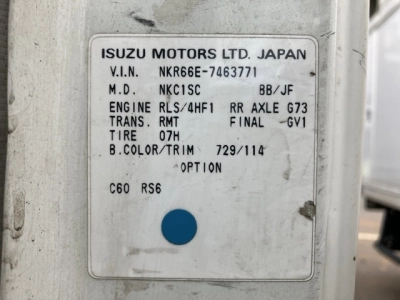 ISUZU MOTORS LTD. JAPAN
V.I.N. NKR66E-7463771
M.D. NKC1SC BB/JF
ENGINE RLS/4HF1 RR AXLE G73
TRANS. RMT FINAL GV1
TIRE 07H
B.COLOR/TRIM 729/114
OPTION
C60 RS6